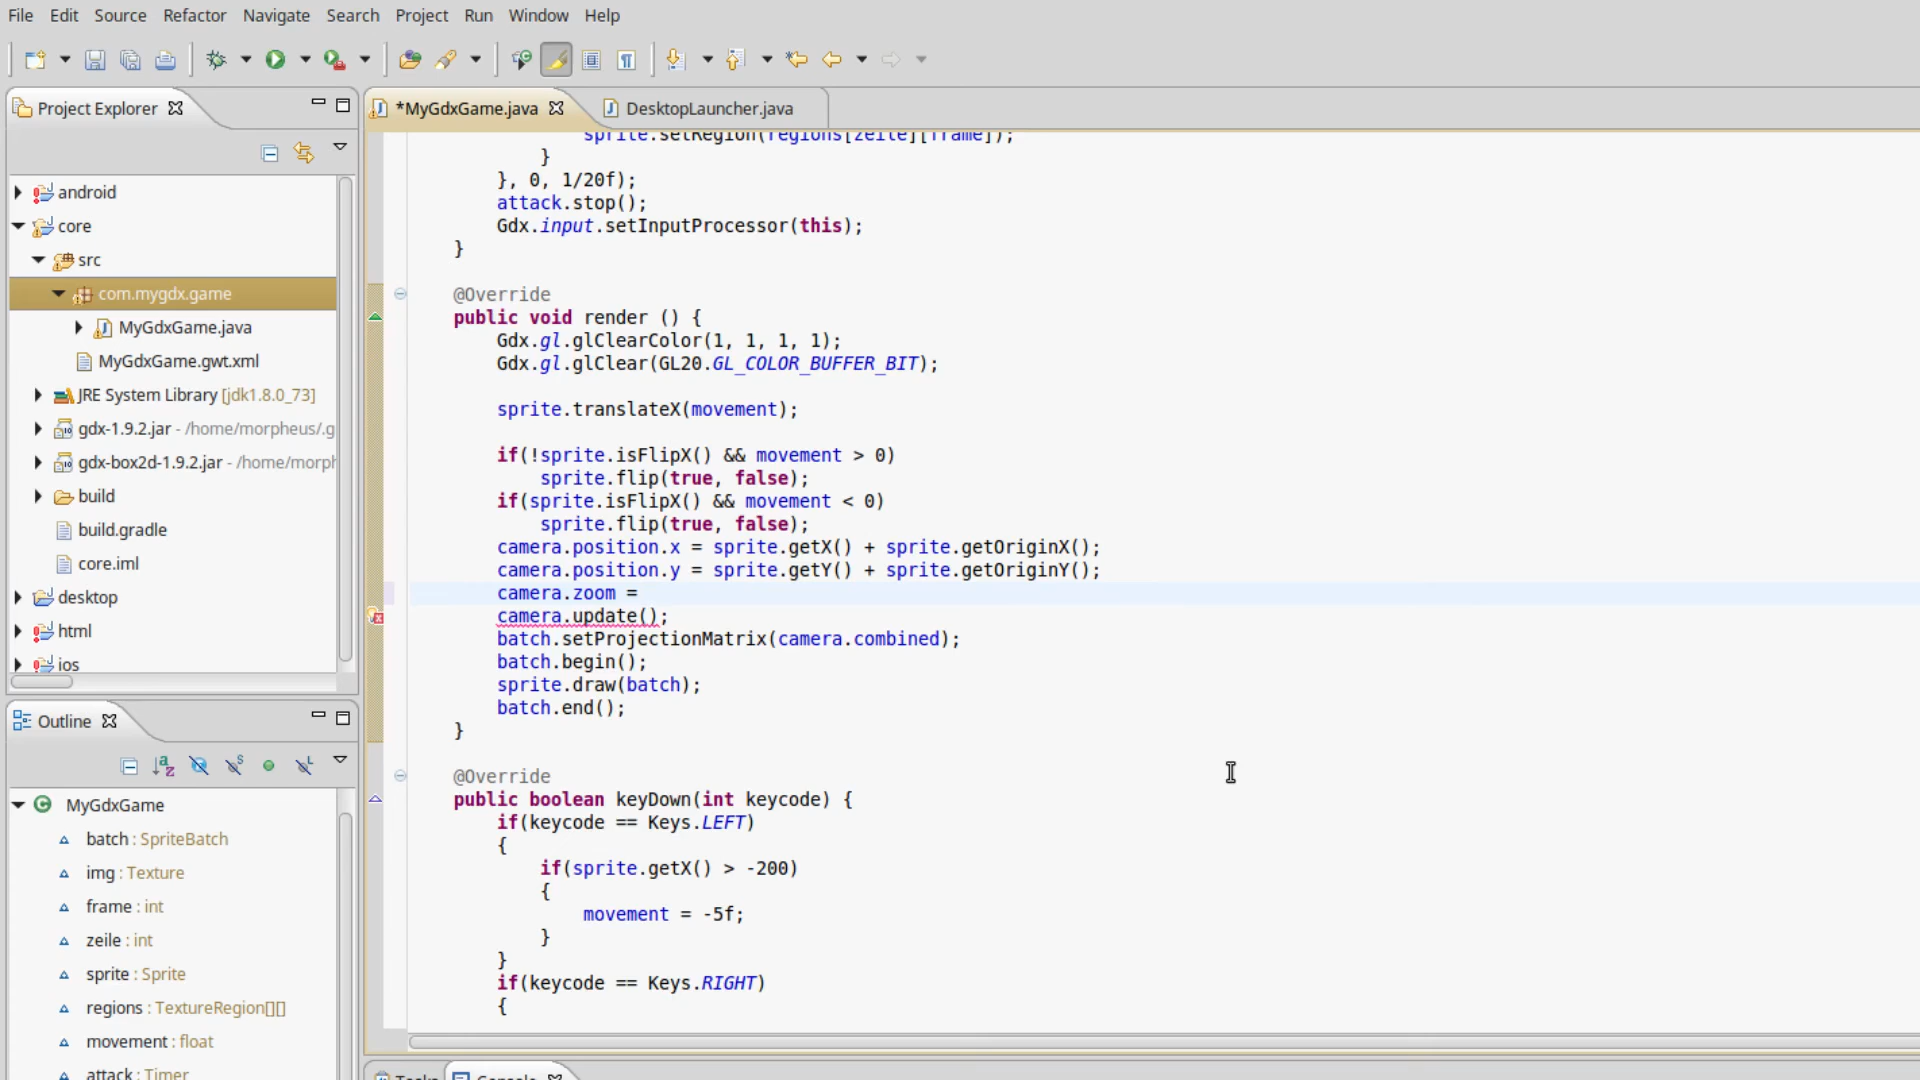 File Edit Source Refactor Navigate Search Project Run Window Help
Project Explorer
*MyGdxGame.java
DesktopLauncher.java
android
core
src
com.mygdx.game
MyGdxGame.java
MyGdxGame.gwt.xml
JRE System Library [jdk1.8.0_73]
gdx-1.9.2.jar - /home/morpheus/.g
gdx-box2d-1.9.2.jar - /home/morph
build
build.gradle
core.iml
desktop
html
ios
sprite.setRegion(regions[zeile][frame]);
}
}, 0, 1/20f);
attack.stop();
Gdx.input.setInputProcessor(this);
}
@Override
public void render () {
Gdx.gl.glClearColor(1, 1, 1, 1);
Gdx.gl.glClear(GL20.GL_COLOR_BUFFER_BIT);
sprite.translateX(movement);
if(!sprite.isFlipX() && movement > 0)
sprite.flip(true, false);
if(sprite.isFlipX() && movement < 0)
sprite.flip(true, false);
camera.position.x = sprite.getX() + sprite.getOriginX();
camera.position.y = sprite.getY() + sprite.getOriginY();
camera.zoom =
camera.update();
batch.setProjectionMatrix(camera.combined);
batch.begin();
sprite.draw(batch);
batch.end();
}
@Override
public boolean keyDown(int keycode) {
if(keycode == Keys.LEFT)
{
if(sprite.getX() > -200)
{
movement = -5f;
}
}
if(keycode == Keys.RIGHT)
{
Outline
MyGdxGame
batch : SpriteBatch
img : Texture
frame : int
zeile : int
sprite : Sprite
regions : TextureRegion[][]
movement : float
attack : Timer
Tasks
Console